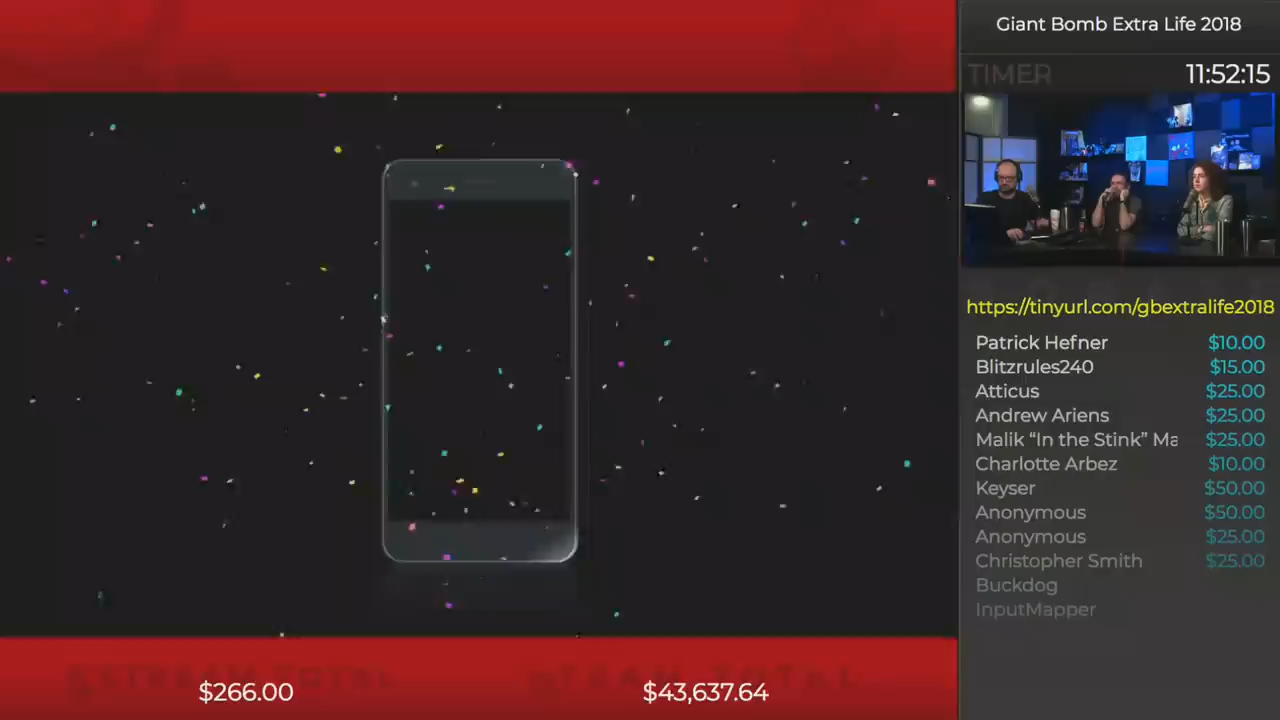 Giant Bomb Extra Life 2018
TIMER
11:52:15
https://tinyurl.com/gbextralife2018
Patrick Hefner $10.00
Blitzrules240 $15.00
Atticus $25.00
Andrew Ariens $25.00
Malik “In the Stink” Ma $25.00
Charlotte Arbez $10.00
Keyser $50.00
Anonymous $50.00
Anonymous $25.00
Christopher Smith $25.00
Buckdog
InputMapper
$266.00
$43,637.64